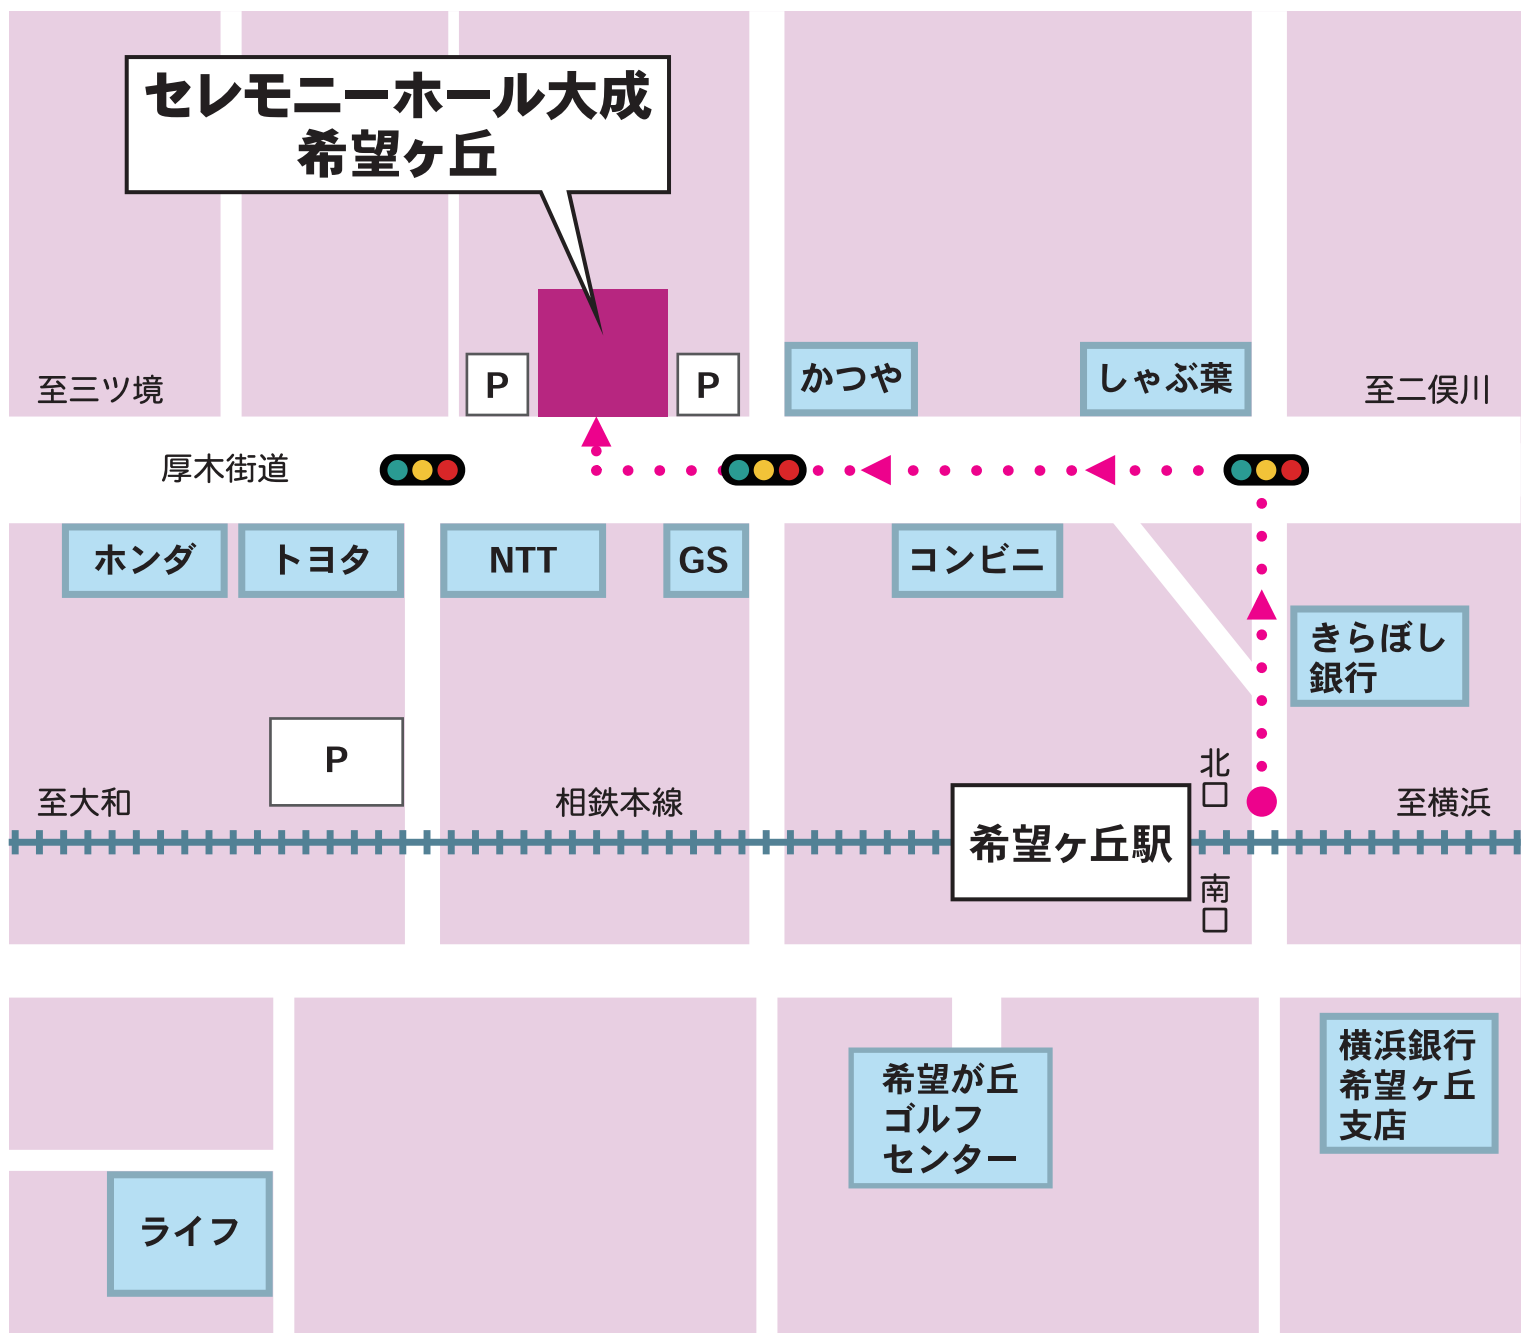 セレモニーホール大成
希望ヶ丘
P
P
かつや
しゃぶ葉
至三ツ境
至二俣川
厚木街道
ホンダ
トヨタ
NTT
GS
コンビニ
きらぼし
銀行
P
北
口
至大和
相鉄本線
至横浜
希望ヶ丘駅
南
口
希望が丘
ゴルフ
センター
横浜銀行
希望ヶ丘
支店
ライフ